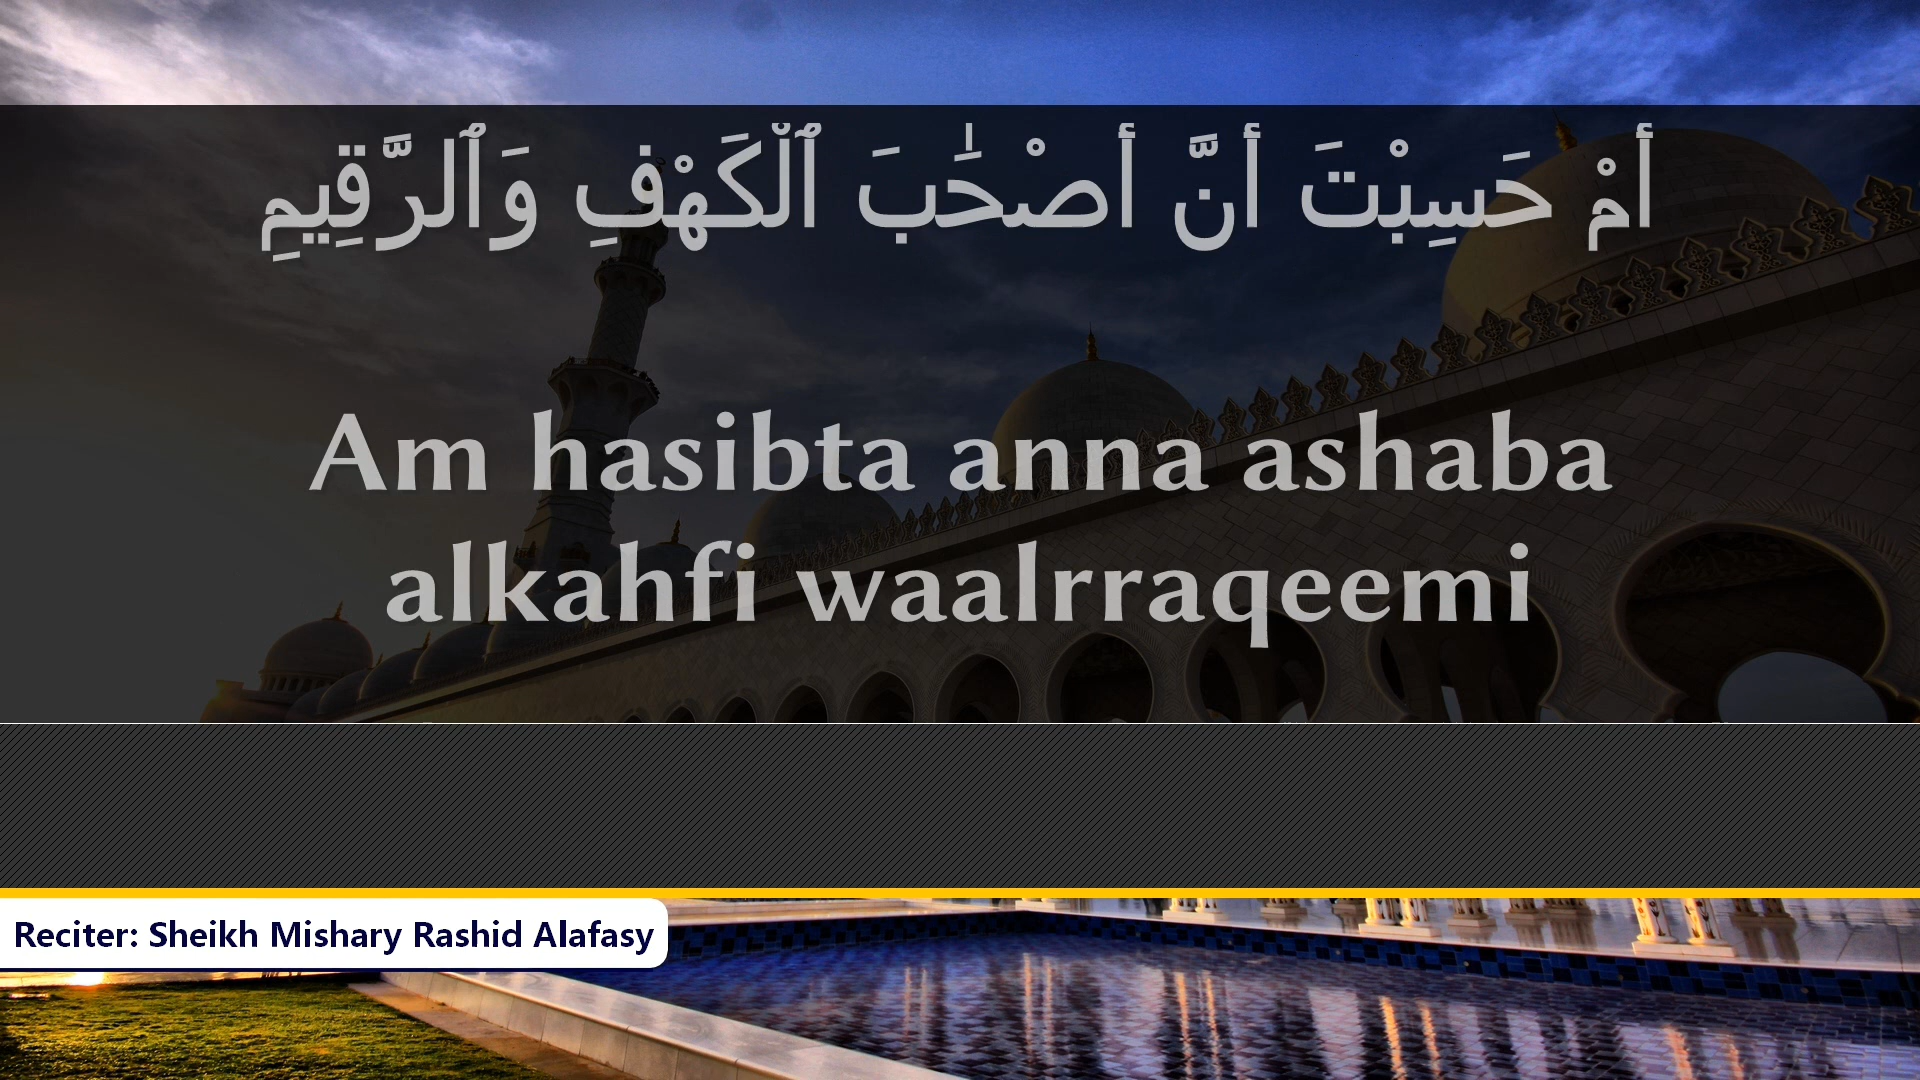 أَمْ حَسِبْتَ أَنَّ أَصْحَٰبَ ٱلْكَهْفِ وَٱلرَّقِيمِ
Am hasibta anna ashaba
alkahfi waalrraqeemi
Reciter: Sheikh Mishary Rashid Alafasy